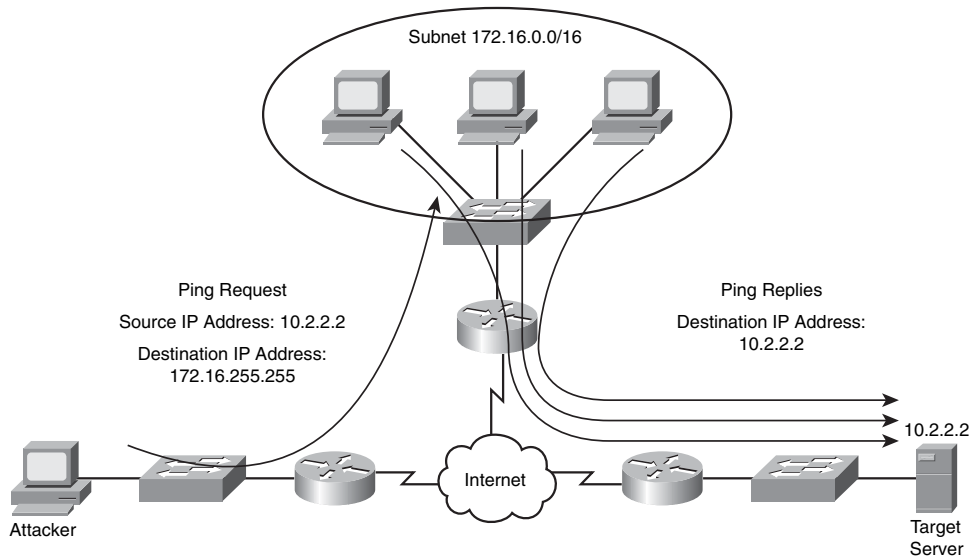 Subnet 172.16.0.0/16
Ping Request
Source IP Address: 10.2.2.2
Destination IP Address:
172.16.255.255
Ping Replies
Destination IP Address:
10.2.2.2
10.2.2.2
Internet
Attacker
Target
Server